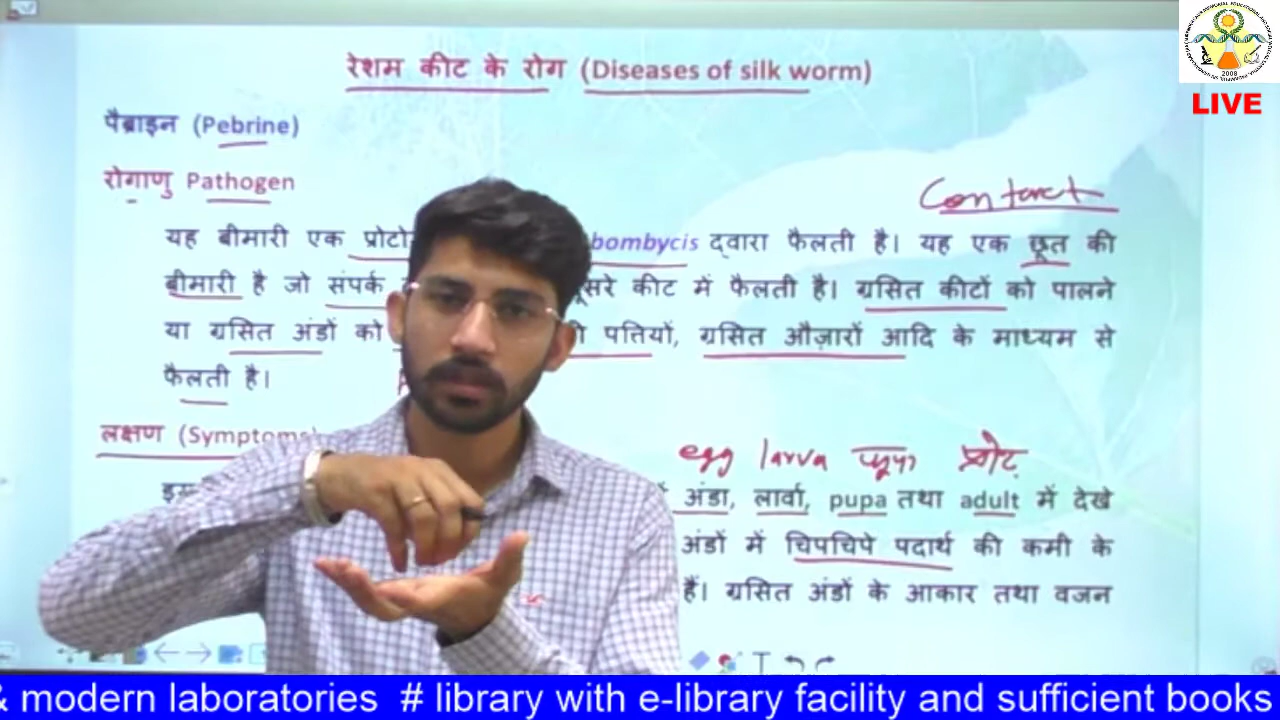 LIVE
2008
रेशम कीट के रोग (Diseases of silk worm)
पैब्राइन (Pebrine)
रोगाणु Pathogen
Contact
यह बीमारी एक प्रोटो bombycis द्वारा फैलती है। यह एक छूत की
बीमारी है जो संपर्क दूसरे कीट में फैलती है। ग्रसित कीटों को पालने
या ग्रसित अंडों को पत्तियों, ग्रसित औज़ारों आदि के माध्यम से
फैलती है।
लक्षण (Symptoms)
egg larva प्यूपा प्रौढ़
अंडा, लार्वा, pupa तथा adult में देखे
अंडों में चिपचिपे पदार्थ की कमी के
हैं। ग्रसित अंडों के आकार तथा वजन
& modern laboratories # library with e-library facility and sufficient books